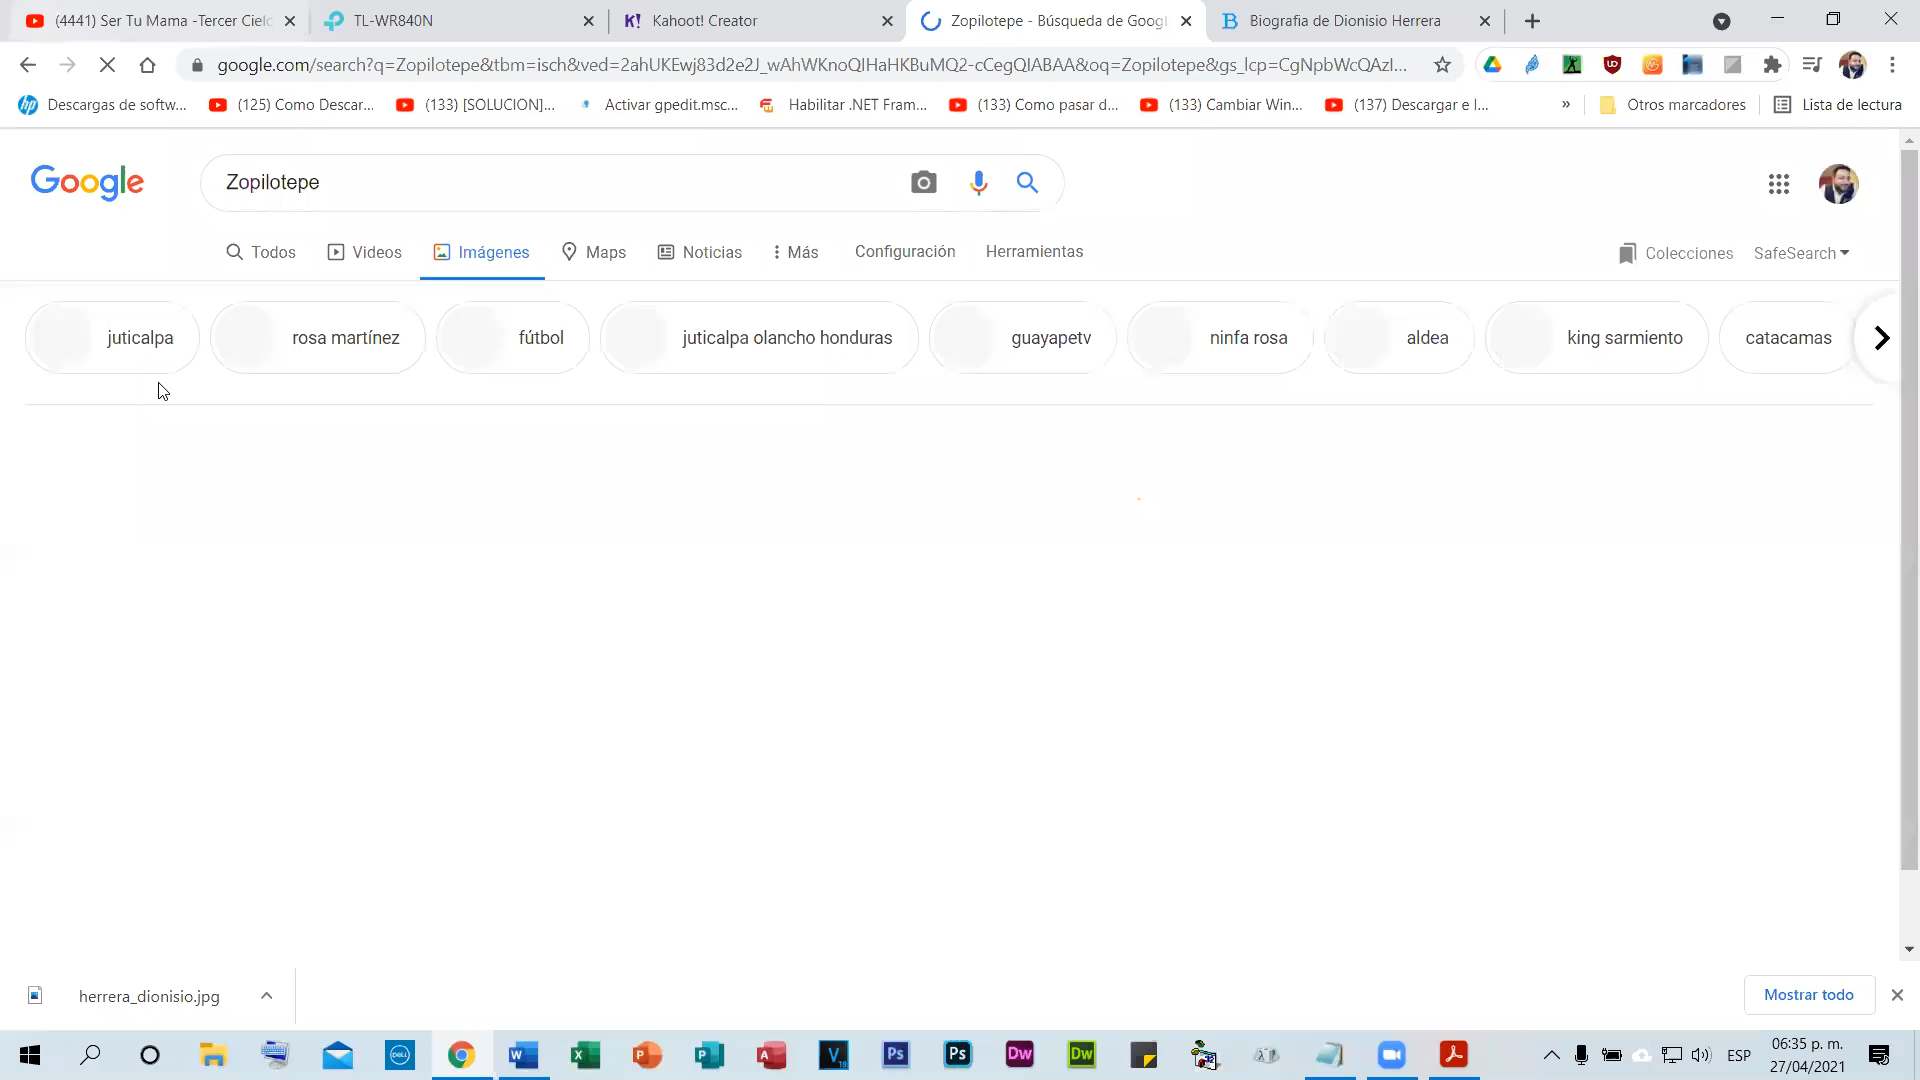 (4441) Ser Tu Mama -Tercer Cielo
TL-WR840N
K! Kahoot! Creator
Zopilotepe - Búsqueda de Googl
B Biografia de Dionisio Herrera
google.com/search?q=Zopilotepe&tbm=isch&ved=2ahUKEwj83d2e2J_wAhWKnoQIHaHKBuMQ2-cCegQIABAA&oq=Zopilotepe&gs_lcp=CgNpbWcQAzI...
Descargas de softw...
(125) Como Descar...
(133) [SOLUCION]...
Activar gpedit.msc...
Habilitar .NET Fram...
(133) Como pasar d...
(133) Cambiar Win...
(137) Descargar e I...
»
Otros marcadores
Lista de lectura
Google
Zopilotepe
Todos
Videos
Imágenes
Maps
Noticias
Más
Configuración
Herramientas
Colecciones
SafeSearch
juticalpa
rosa martínez
fútbol
juticalpa olancho honduras
guayapetv
ninfa rosa
aldea
king sarmiento
catacamas
herrera_dionisio.jpg
Mostrar todo
ESP
06:35 p. m.
27/04/2021